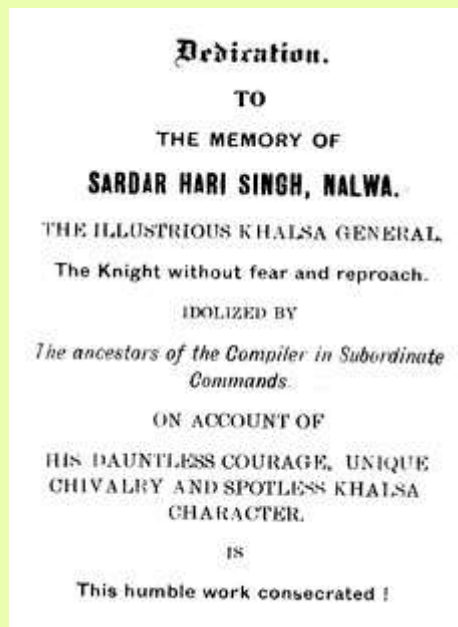 Dedication.
TO
THE MEMORY OF
SARDAR HARI SINGH, NALWA.
THE ILLUSTRIOUS KHALSA GENERAL,
The Knight without fear and reproach.
IDOLIZED BY
The ancestors of the Compiler in Subordinate
Commands.
ON ACCOUNT OF
HIS DAUNTLESS COURAGE, UNIQUE
CHIVALRY AND SPOTLESS KHALSA
CHARACTER,
IS
This humble work consecrated !